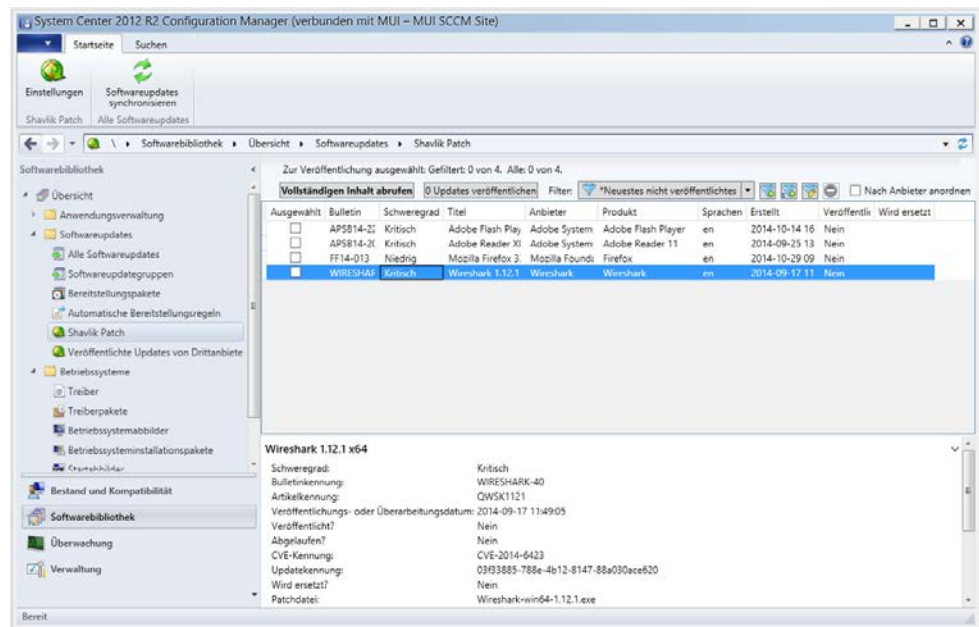 System Center 2012 R2 Configuration Manager (verbunden mit MUI – MUI SCCM Site)
Startseite Suchen
Einstellungen
Softwareupdates synchronisieren
Shavlik Patch Alle Softwareupdates
\ Softwarebibliothek Übersicht Softwareupdates Shavlik Patch
Softwarebibliothek
Übersicht
Anwendungsverwaltung
Softwareupdates
Alle Softwareupdates
Softwareupdategruppen
Bereitstellungspakete
Automatische Bereitstellungsregeln
Shavlik Patch
Veröffentlichte Updates von Drittanbiete
Betriebssysteme
Treiber
Treiberpakete
Betriebssystemabbilder
Betriebssysteminstallationspakete
Bestand und Kompatibilität
Softwarebibliothek
Überwachung
Verwaltung
Zur Veröffentlichung ausgewählt: Gefiltert: 0 von 4. Alle: 0 von 4.
Vollständigen Inhalt abrufen 0 Updates veröffentlichen Filter: *Neuestes nicht veröffentlichtes Nach Anbieter anordnen
Ausgewählt Bulletin Schweregrad Titel Anbieter Produkt Sprachen Erstellt Veröffentlic Wird ersetzt
APSB14-22 Kritisch Adobe Flash Play Adobe System Adobe Flash Player en 2014-10-14 16 Nein
APSB14-2( Kritisch Adobe Reader XI Adobe System Adobe Reader 11 en 2014-09-25 13 Nein
FF14-013 Niedrig Mozilla Firefox 3. Mozilla Founda Firefox en 2014-10-29 09 Nein
WIRESHAF Kritisch Wireshark 1.12.1 Wireshark Wireshark en 2014-09-17 11 Nein
Wireshark 1.12.1 x64
Schweregrad: Kritisch
Bulletinkennung: WIRESHARK-40
Artikelkennung: QWSK1121
Veröffentlichungs- oder Überarbeitungsdatum: 2014-09-17 11:49:05
Veröffentlicht? Nein
Abgelaufen? Nein
CVE-Kennung: CVE-2014-6423
Updatekennung: 03f33885-788e-4b12-8147-88a030ace620
Wird ersetzt? Nein
Patchdatei: Wireshark-win64-1.12.1.exe
Bereit